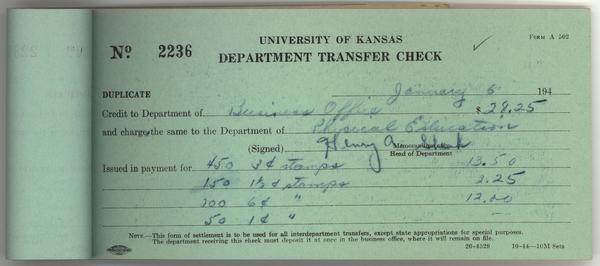 UNIVERSITY OF KANSAS
FORM A 502
Nº 2236
DEPARTMENT TRANSFER CHECK
2236
DUPLICATE
January 6 194
Credit to Department of Business Office $28.25
and charge the same to the Department of Physical Education
(Signed) Henry A.
Head of Department
Issued in payment for 450 3¢ stamps 13.50
150 1½¢ stamps 2.25
200 6¢ " 12.00
50 1¢ " -
NOTE.—This form of settlement is to be used for all interdepartment transfers, except state appropriations for special purposes.
The department receiving this check must deposit it at once in the business office, where it will remain on file.
20-4529 10-44—10M Sets